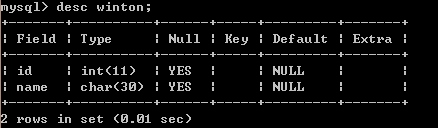 mysql> desc winton;
+-------+----------+------+-----+---------+-------+
| Field | Type     | Null | Key | Default | Extra |
+-------+----------+------+-----+---------+-------+
| id    | int(11)  | YES  |     | NULL    |       |
| name  | char(30) | YES  |     | NULL    |       |
+-------+----------+------+-----+---------+-------+
2 rows in set (0.01 sec)